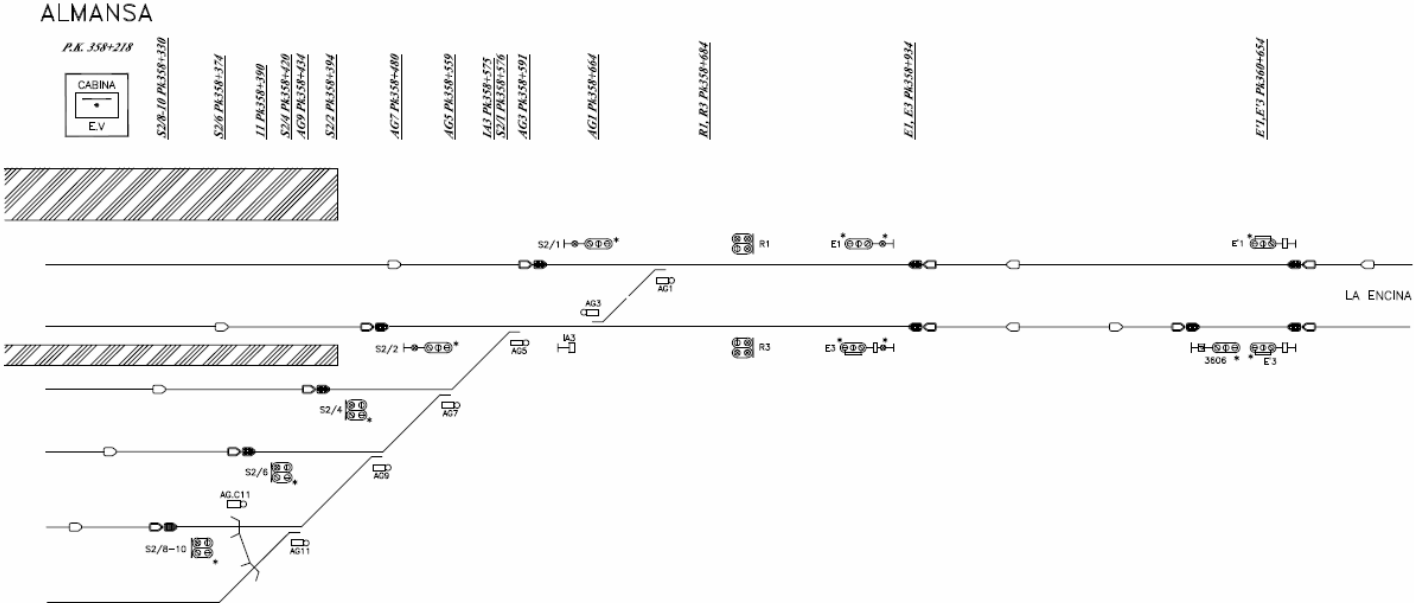 ALMANSA
P.K. 358+218
CABINA
*
E.V
S2/8-10 Pk358+330
S2/6 Pk358+374
11 Pk358+390
S2/4 Pk358+420
AG9 Pk358+434
S2/2 Pk358+394
AG7 Pk358+480
AG5 Pk358+559
IA3 Pk358+575
S2/1 Pk358+576
AG3 Pk358+591
AG1 Pk358+664
R1, R3 Pk358+684
E1, E3 Pk358+934
E'1,E'3 Pk360+654
S2/1 *
R1
E1 * *
E'1 *
AG1
LA ENCINA
AG3
IA3
S2/2 *
AG5
R3
E3 * *
3606 * * E'3
S2/4 *
AG7
S2/6 *
AG9
AG.C11
S2/8-10 *
AG11